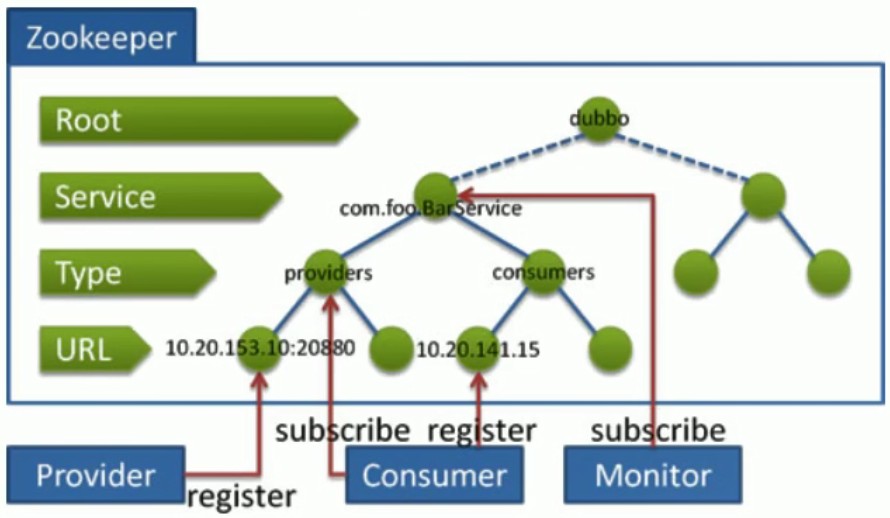 Zookeeper
Root
dubbo
Service
com.foo.BarService
Type
providers
consumers
URL
10.20.153.10:20880
10.20.141.15
subscribe
register
subscribe
Provider
Consumer
Monitor
register